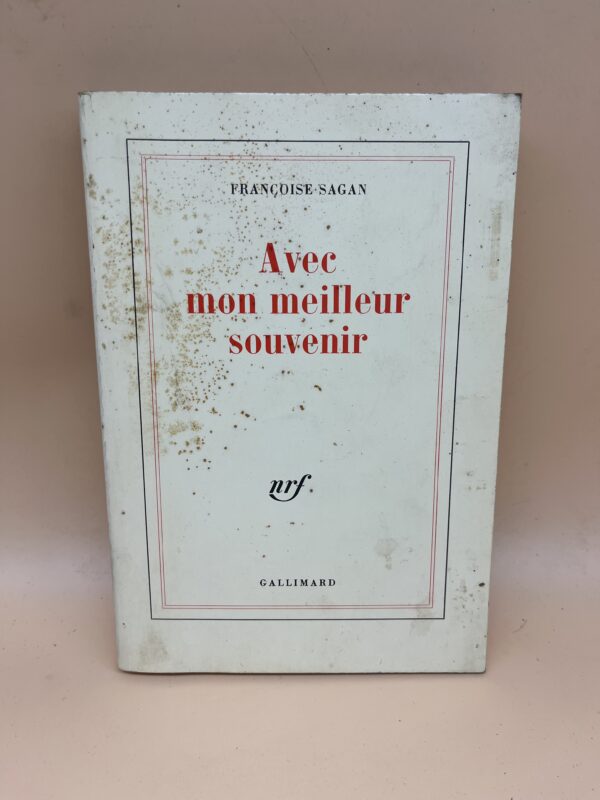 FRANÇOISE SAGAN
Avec
mon meilleur
souvenir
nrf
GALLIMARD